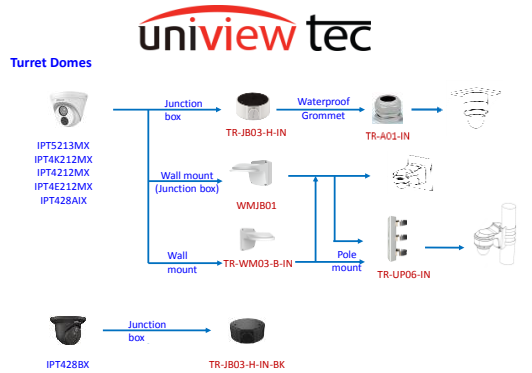 uniview tec
Turret Domes
Junction
box
Waterproof
Grommet
TR-JB03-H-IN
TR-A01-IN
IPT5213MX
IPT4K212MX
IPT4212MX
IPT4E212MX
IPT428AIX
Wall mount
(Junction box)
WMJB01
Wall
mount
TR-WM03-B-IN
Pole
mount
TR-UP06-IN
Junction
box
IPT428BX
TR-JB03-H-IN-BK